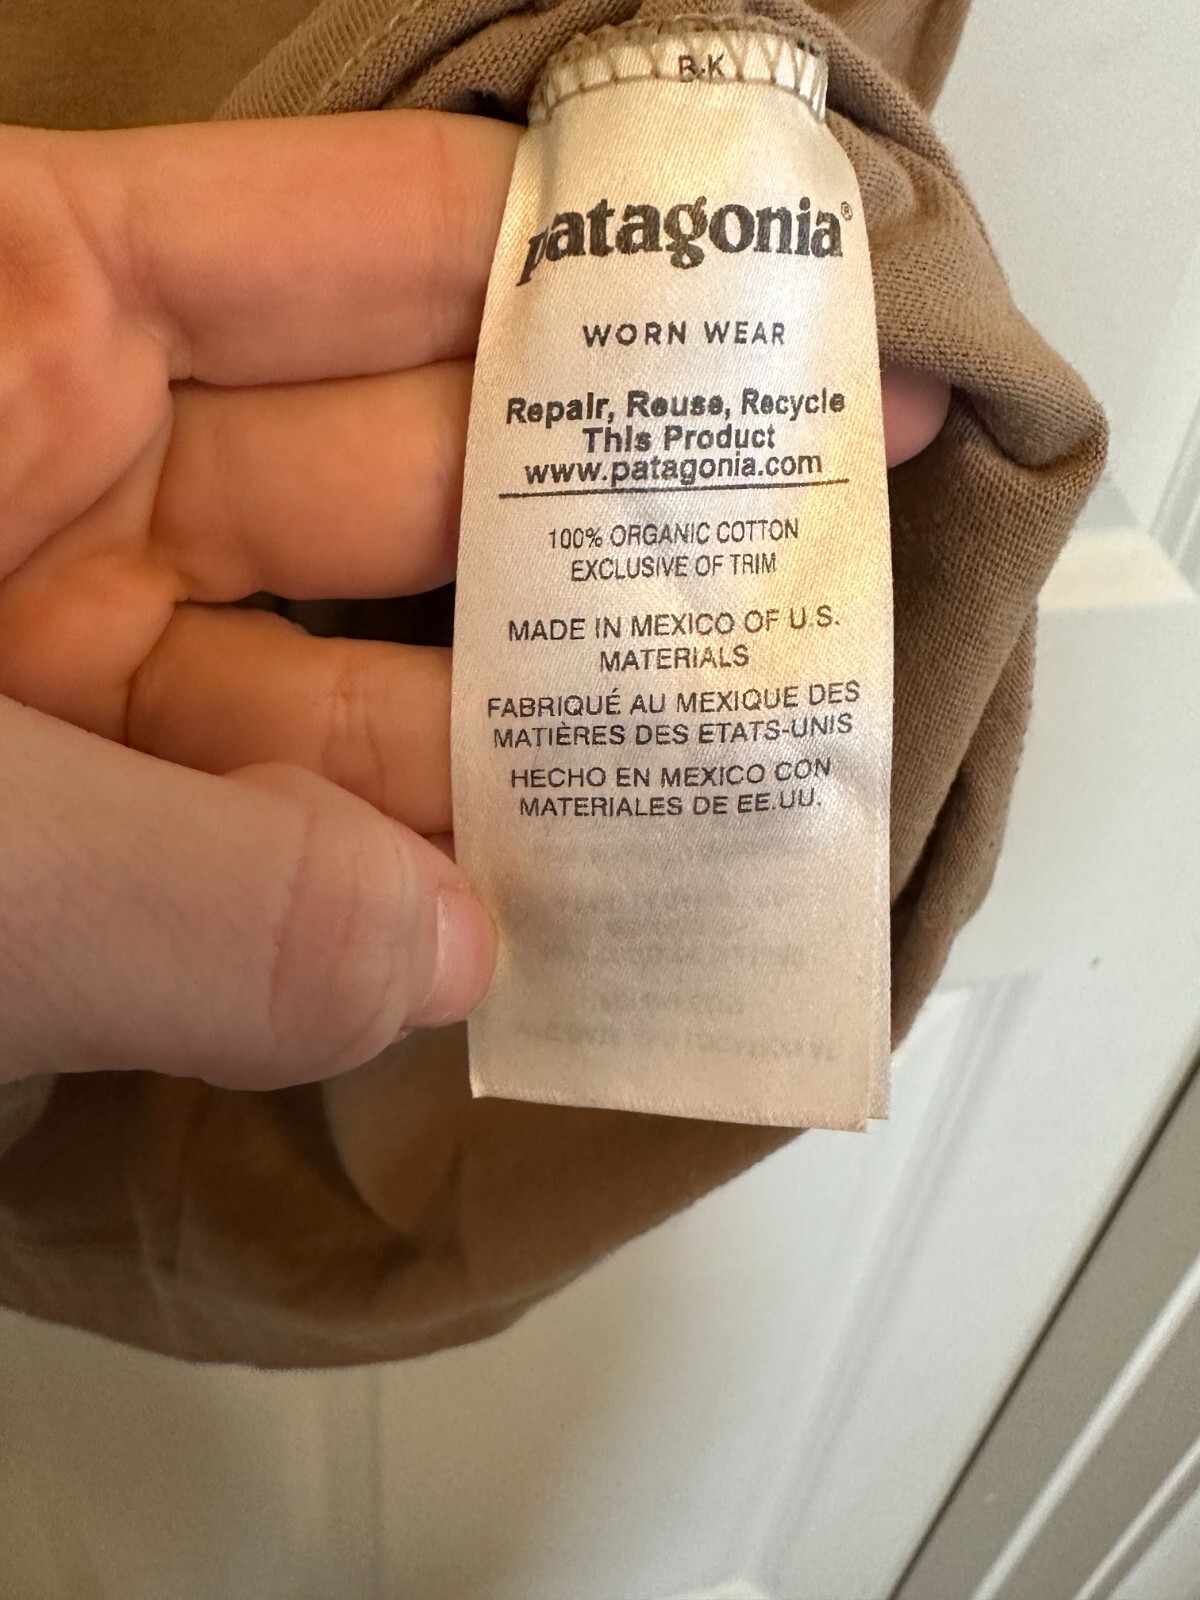 R.K
patagonia®
WORN WEAR
Repair, Reuse, Recycle
This Product
www.patagonia.com
100% ORGANIC COTTON
EXCLUSIVE OF TRIM
MADE IN MEXICO OF U.S.
MATERIALS
FABRIQUÉ AU MEXIQUE DES
MATIÈRES DES ETATS-UNIS
HECHO EN MEXICO CON
MATERIALES DE EE.UU.